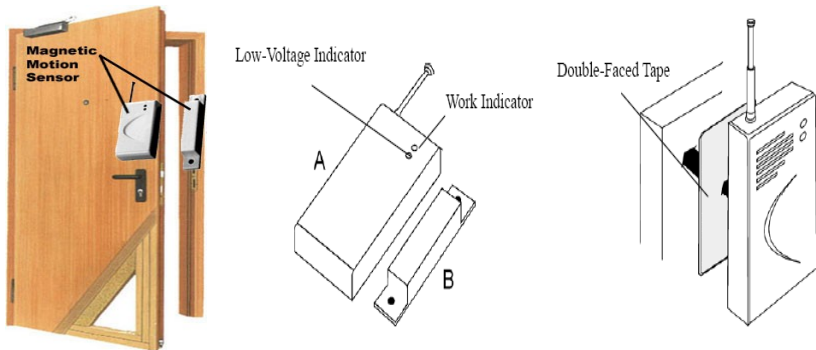 Magnetic
Motion
Sensor
Low-Voltage Indicator
Work Indicator
A
B
Double-Faced Tape